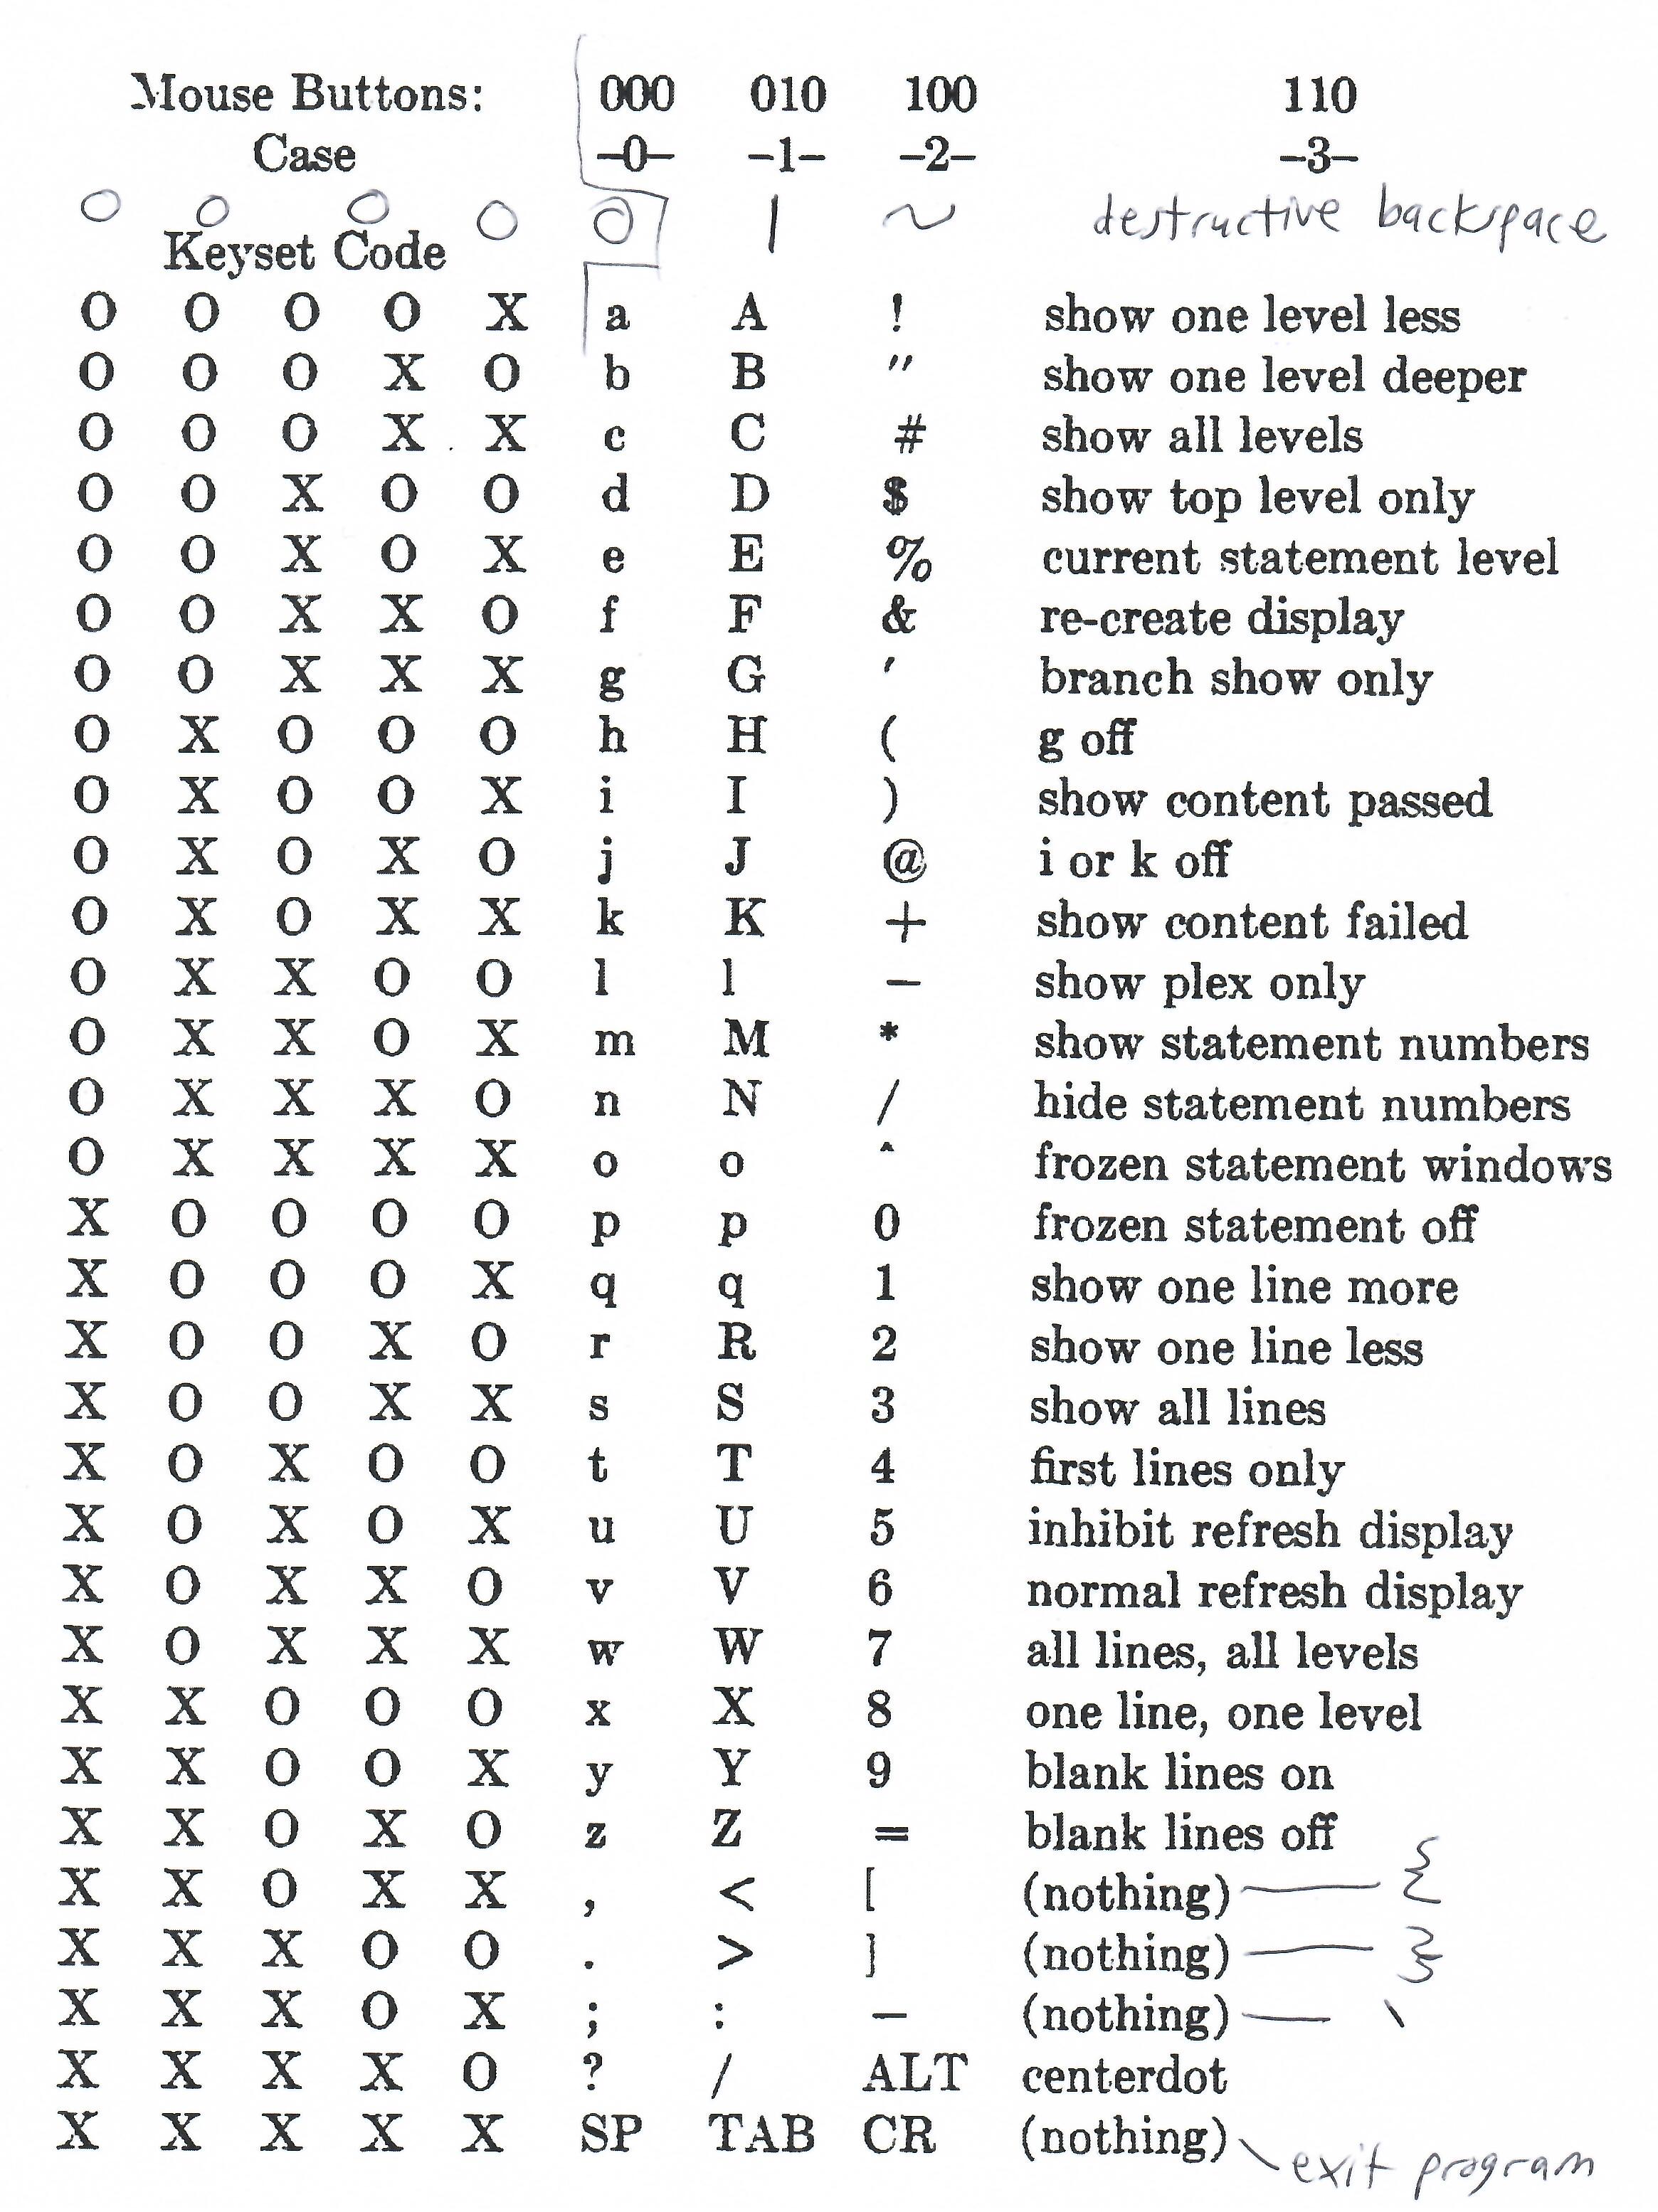 Mouse Buttons: 000 010 100 110
Case –0– –1– –2– –3–
O O O O O | ~ destructive backspace
Keyset Code
O O O O X a A ! show one level less
O O O X O b B " show one level deeper
O O O X X c C # show all levels
O O X O O d D $ show top level only
O O X O X e E % current statement level
O O X X O f F & re-create display
O O X X X g G ′ branch show only
O X O O O h H ( g off
O X O O X i I ) show content passed
O X O X O j J @ i or k off
O X O X X k K + show content failed
O X X O O l l – show plex only
O X X O X m M * show statement numbers
O X X X O n N / hide statement numbers
O X X X X o o ^ frozen statement windows
X O O O O p p 0 frozen statement off
X O O O X q q 1 show one line more
X O O X O r R 2 show one line less
X O O X X s S 3 show all lines
X O X O O t T 4 first lines only
X O X O X u U 5 inhibit refresh display
X O X X O v V 6 normal refresh display
X O X X X w W 7 all lines, all levels
X X O O O x X 8 one line, one level
X X O O X y Y 9 blank lines on
X X O X O z Z = blank lines off
X X O X X , < [ (nothing) — {
X X X O O . > ] (nothing) — }
X X X O X ; : – (nothing) — \
X X X X O ? / ALT centerdot
X X X X X SP TAB CR (nothing) \ exit program